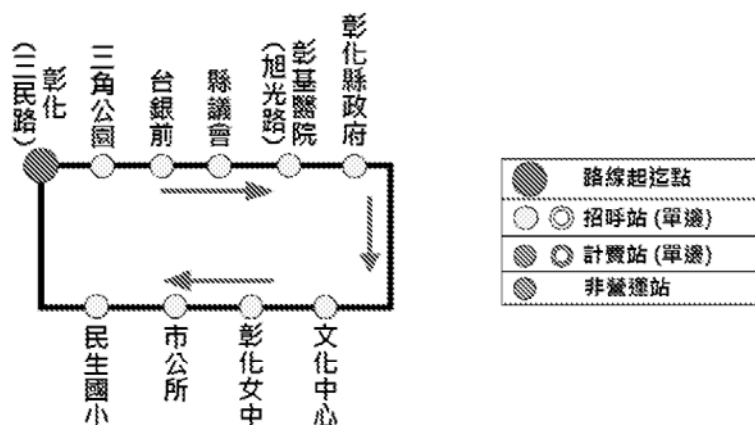 彰化
(三民路)
三角公園
台銀前
縣議會
彰基醫院
(旭光路)
彰化縣政府
民生國小
市公所
彰化女中
文化中心
路線起迄點
招呼站 (單邊)
計費站 (單邊)
非營運站